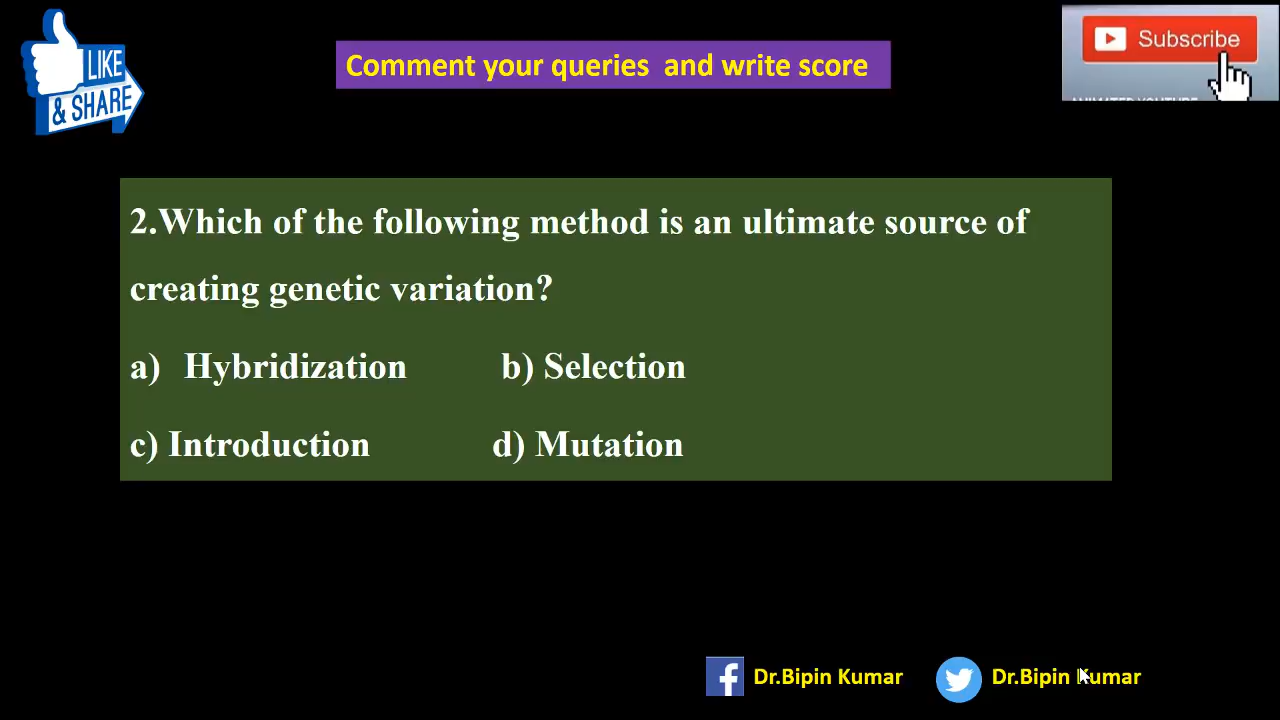 LIKE
& SHARE
Comment your queries and write score
Subscribe
2.Which of the following method is an ultimate source of
creating genetic variation?
a) Hybridization b) Selection
c) Introduction d) Mutation
Dr.Bipin Kumar Dr.Bipin Kumar